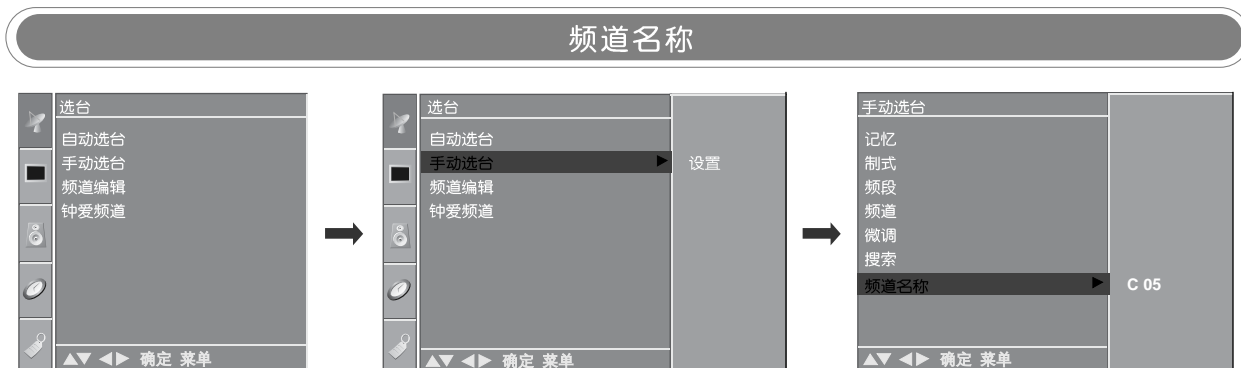 频道名称
选台
自动选台
手动选台
频道编辑
钟爱频道
▲▼ ◀▶ 确定 菜单
选台
自动选台
手动选台 ▶ 设置
频道编辑
钟爱频道
▲▼ ◀▶ 确定 菜单
手动选台
记忆
制式
频段
频道
微调
搜索
频道名称 ▶ C 05
▲▼ ◀▶ 确定 菜单